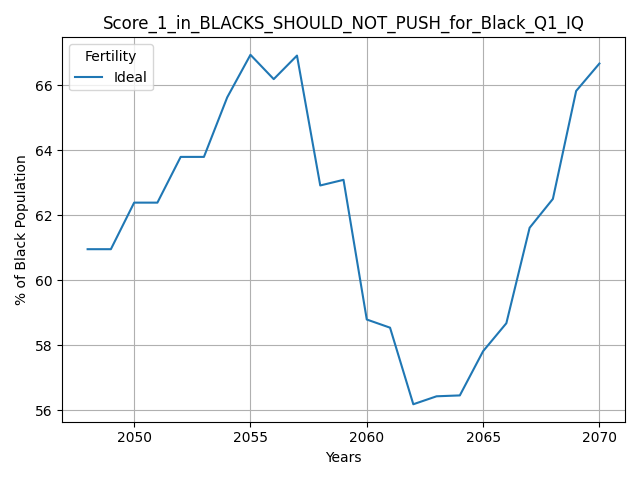 Score_1_in_BLACKS_SHOULD_NOT_PUSH_for_Black_Q1_IQ
Fertility
Ideal
% of Black Population
66
64
62
60
58
56
2050
2055
2060
2065
2070
Years